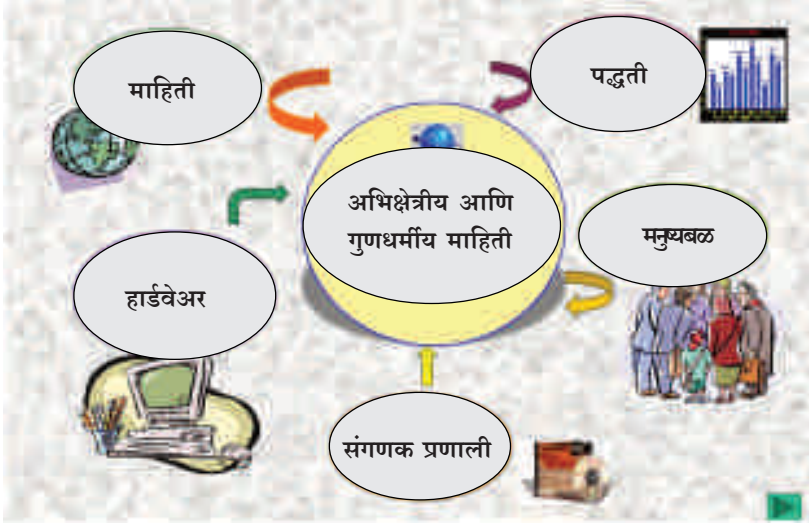 माहिती
पद्धती
अभिक्षेत्रीय आणि
गुणधर्मीय माहिती
मनुष्यबळ
हार्डवेअर
संगणक प्रणाली